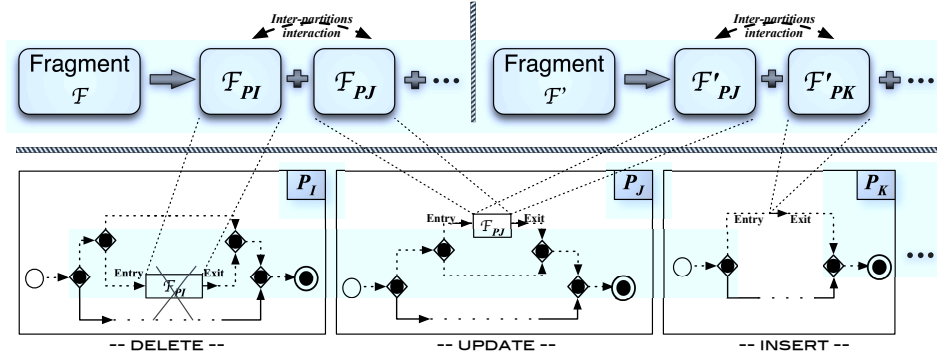 Inter-partitions
interaction
Inter-partitions
interaction
Fragment
ℱ
ℱPI
ℱPJ
Fragment
ℱ'
ℱ'PJ
ℱ'PK
PI
PJ
PK
Entry
Exit
ℱPJ
Entry
Exit
Entry
Exit
ℱPI
-- DELETE --
-- UPDATE --
-- INSERT --